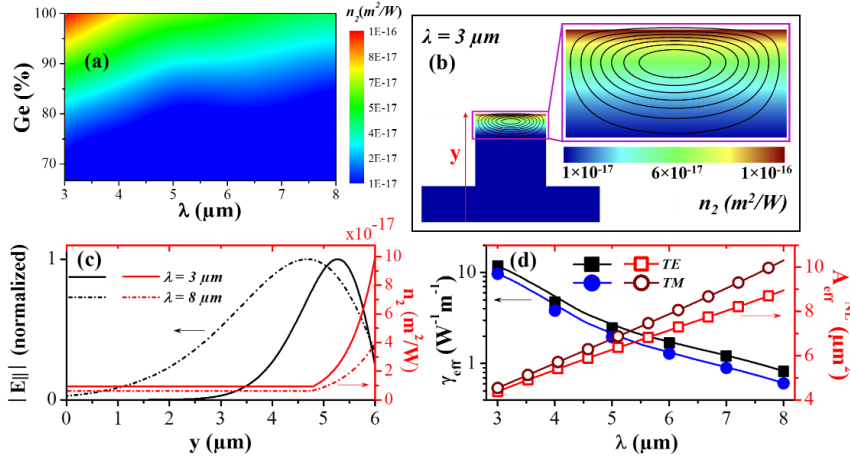 n2(m²/W)
100
90
80
70
Ge (%)
(a)
1E-16
9E-17
8E-17
6E-17
5E-17
4E-17
3E-17
1E-17
3 4 5 6 7 8
λ (µm)
λ = 3 µm
(b)
y
1×10⁻¹⁷ 6×10⁻¹⁷ 1×10⁻¹⁶
n2 (m²/W)
x10⁻¹⁷
|E||| (normalized)
1
0
(c)
λ = 3 µm
λ = 8 µm
10
8
6
4
2
0
n2 (m²/W)
0 1 2 3 4 5 6
y (µm)
γeff (W⁻¹m⁻¹)
10
1
(d)
TE
TM
10
8
6
4
3 4 5 6 7 8
λ (µm)